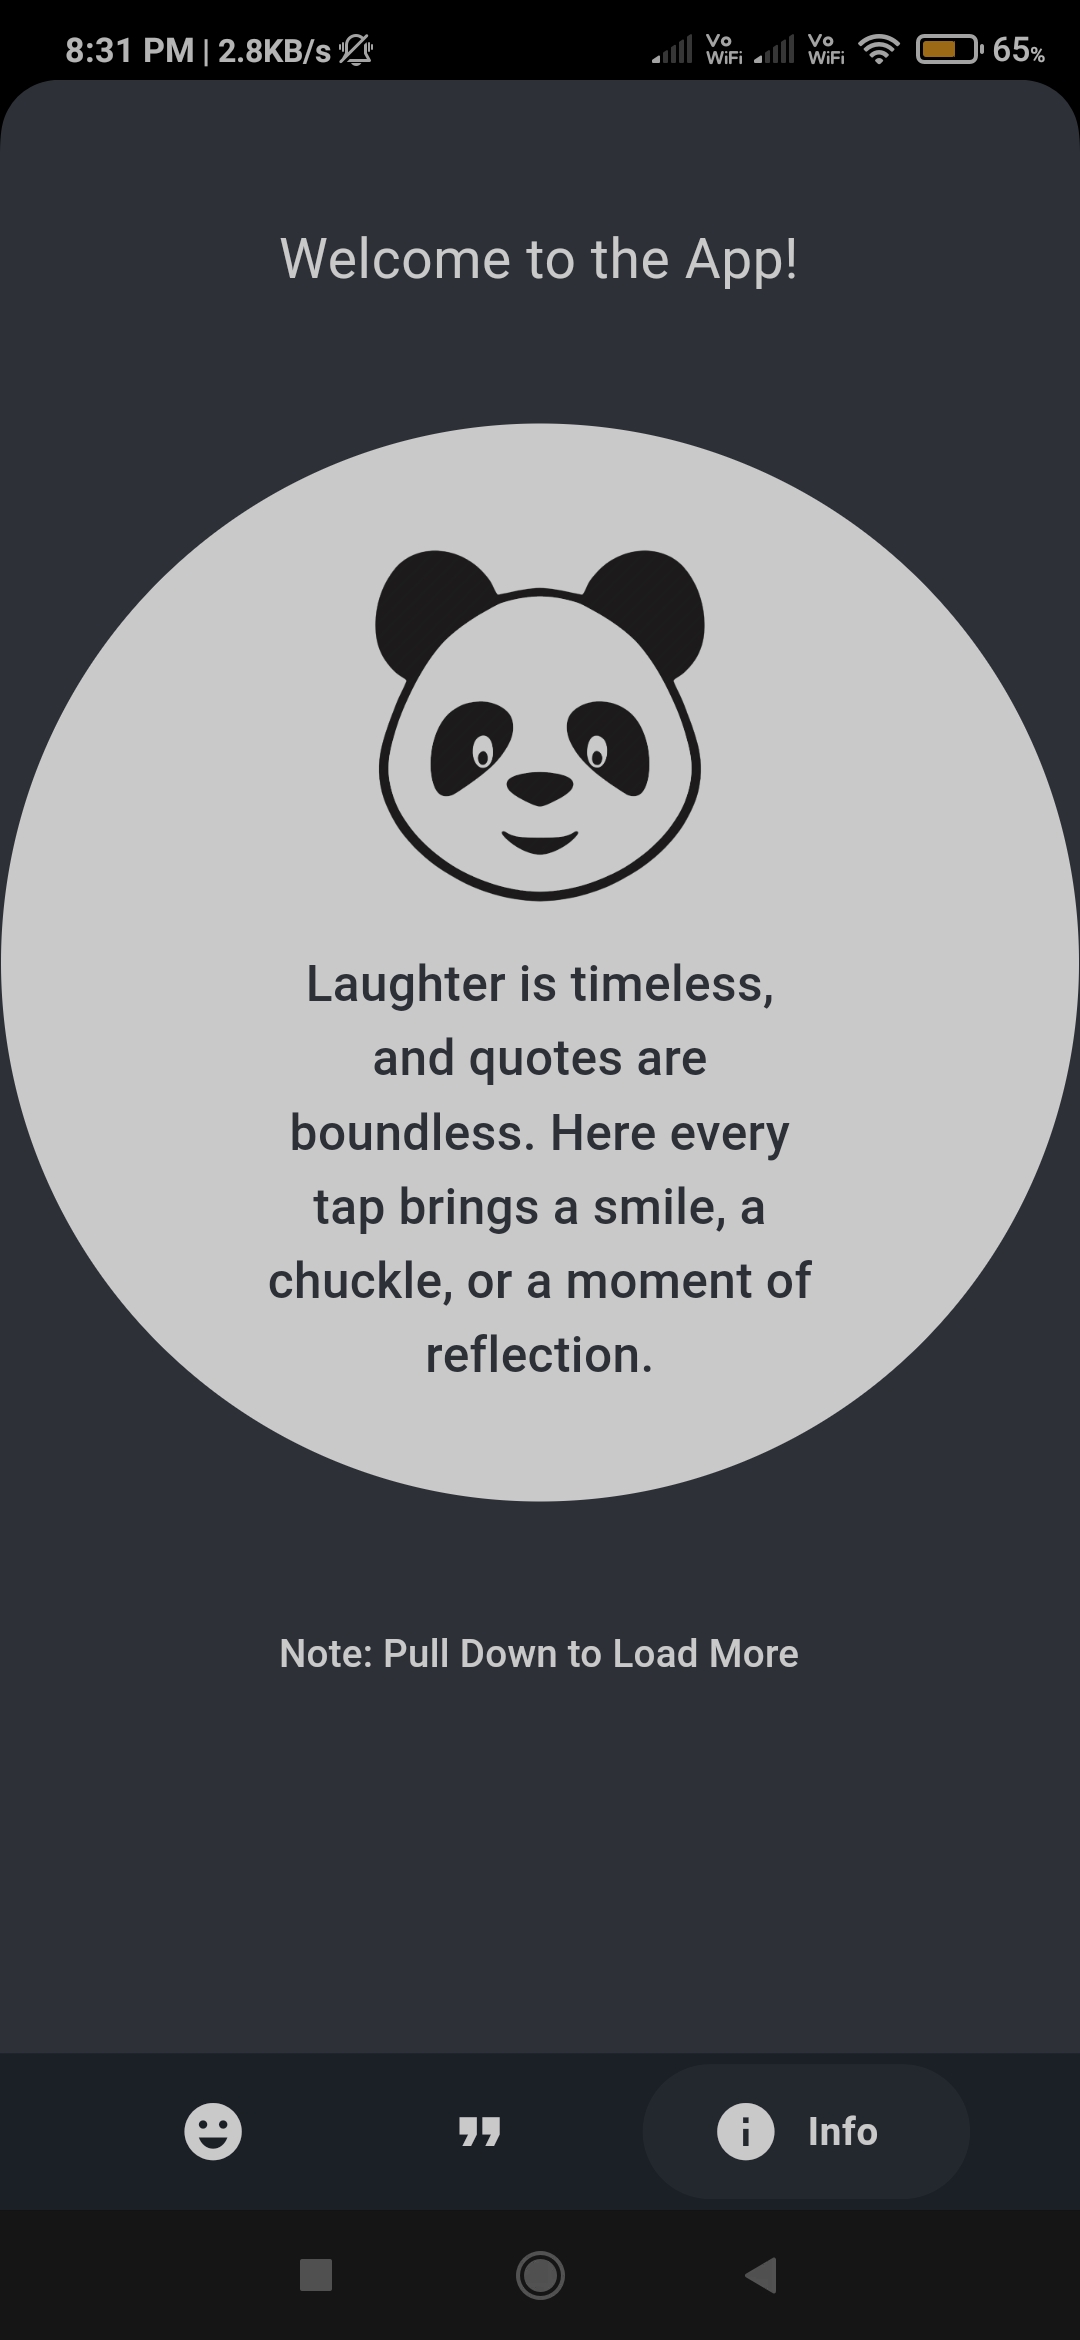 8:31 PM | 2.8KB/s Vo WiFi Vo WiFi 65%
Welcome to the App!
Laughter is timeless,
and quotes are
boundless. Here every
tap brings a smile, a
chuckle, or a moment of
reflection.
Note: Pull Down to Load More
Info